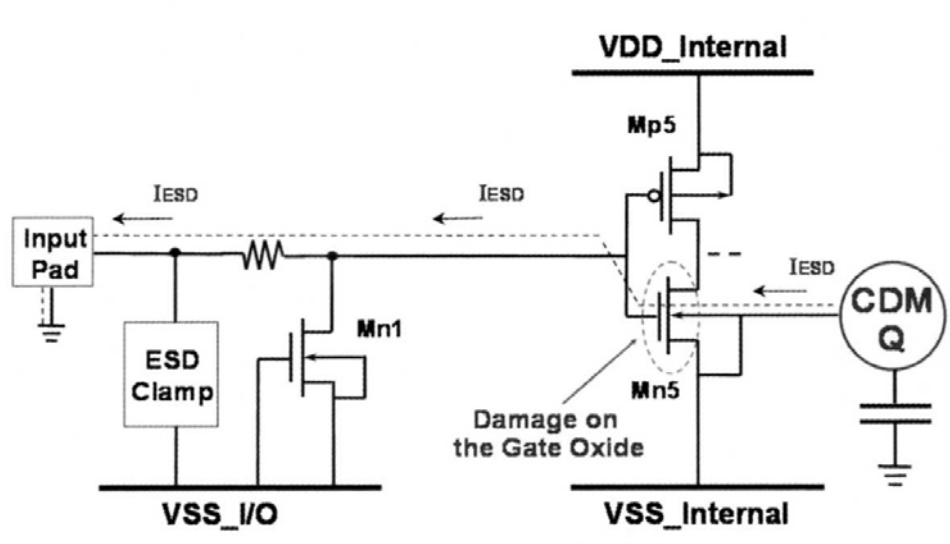 VDD_Internal
Mp5
IESD
IESD
Input
Pad
IESD
CDM
Q
Mn1
ESD
Clamp
Mn5
Damage on
the Gate Oxide
VSS_I/O
VSS_Internal